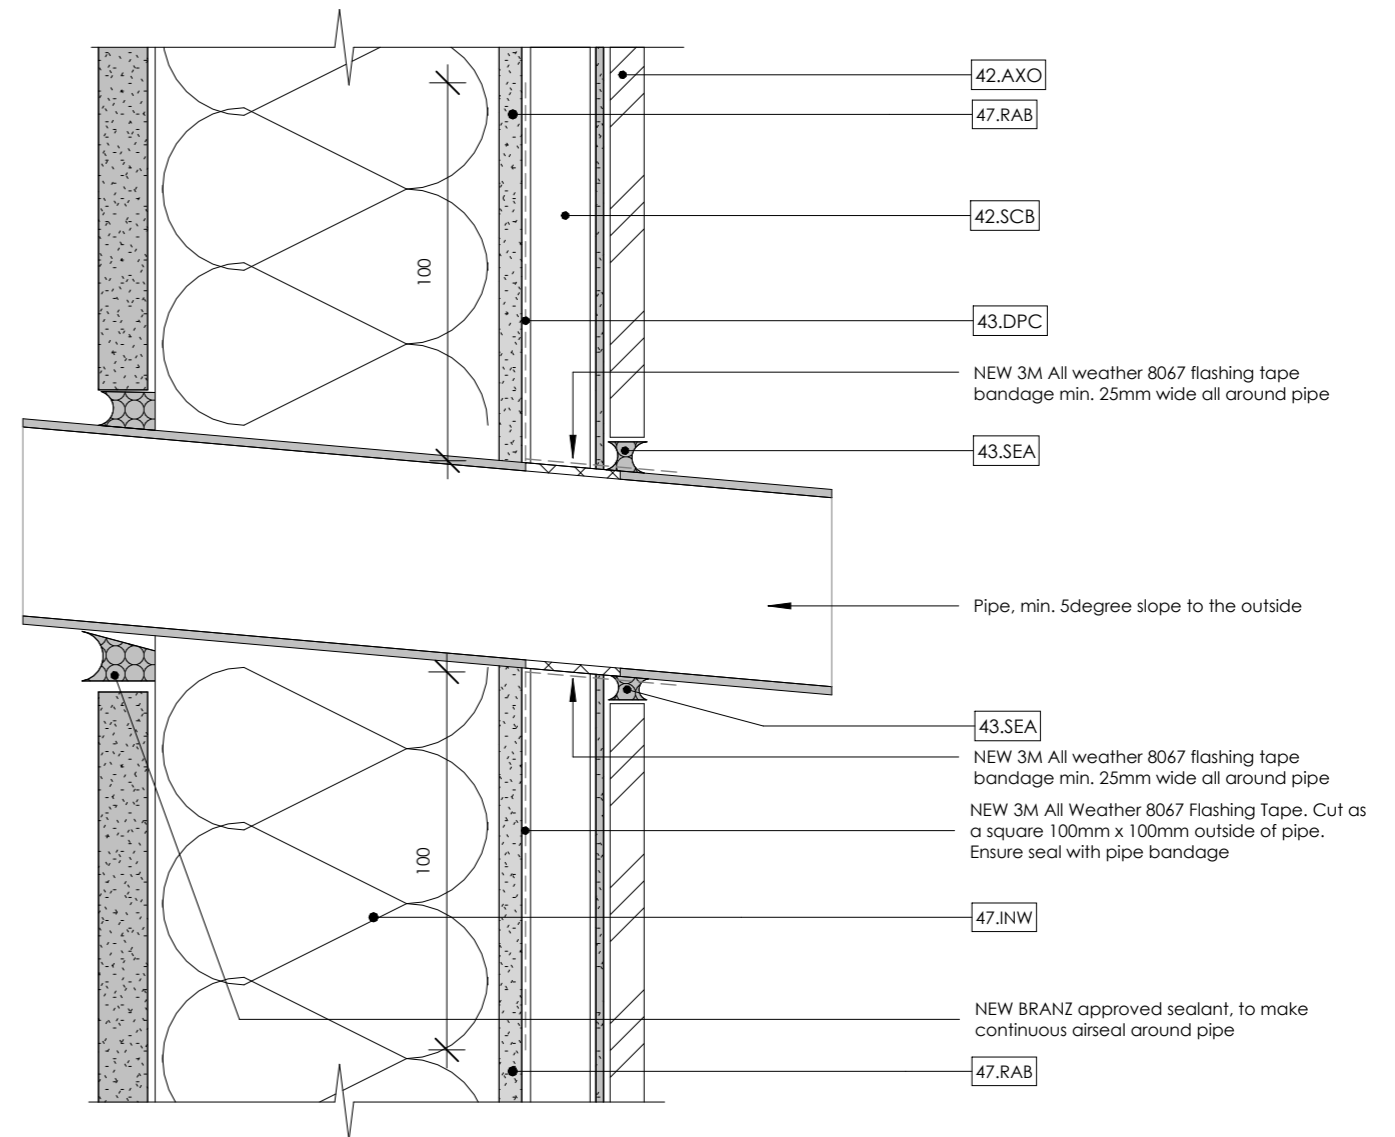 42.AXO
47.RAB
42.SCB
100
43.DPC
NEW 3M All weather 8067 flashing tape
bandage min. 25mm wide all around pipe
43.SEA
Pipe, min. 5degree slope to the outside
43.SEA
NEW 3M All weather 8067 flashing tape
bandage min. 25mm wide all around pipe
NEW 3M All Weather 8067 Flashing Tape. Cut as
a square 100mm x 100mm outside of pipe.
Ensure seal with pipe bandage
100
47.INW
NEW BRANZ approved sealant, to make
continuous airseal around pipe
47.RAB